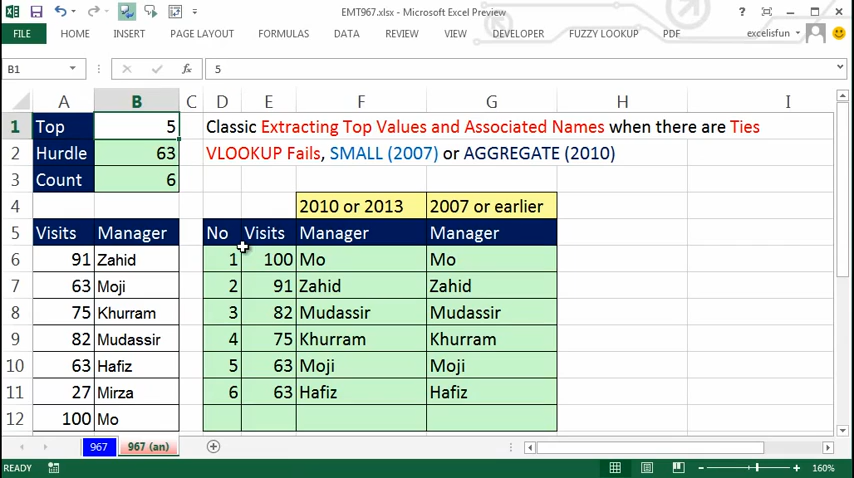 EMT967.xlsx - Microsoft Excel Preview
FILE HOME INSERT PAGE LAYOUT FORMULAS DATA REVIEW VIEW DEVELOPER FUZZY LOOKUP PDF excelisfun
B1 fx 5
A B C D E F G H I
1 Top 5 Classic Extracting Top Values and Associated Names when there are Ties
2 Hurdle 63 VLOOKUP Fails, SMALL (2007) or AGGREGATE (2010)
3 Count 6
4 2010 or 2013 2007 or earlier
5 Visits Manager No Visits Manager Manager
6 91 Zahid 1 100 Mo Mo
7 63 Moji 2 91 Zahid Zahid
8 75 Khurram 3 82 Mudassir Mudassir
9 82 Mudassir 4 75 Khurram Khurram
10 63 Hafiz 5 63 Moji Moji
11 27 Mirza 6 63 Hafiz Hafiz
12 100 Mo
967 967 (an)
READY 160%